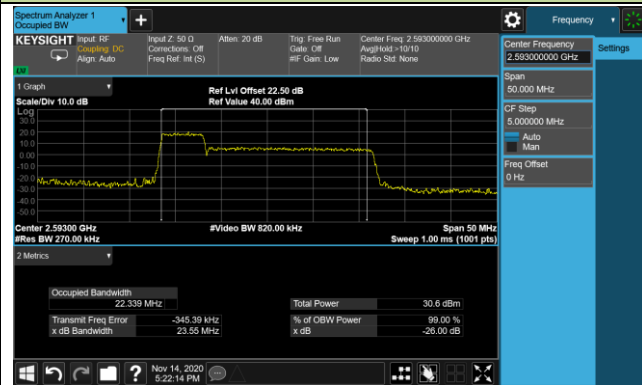 Spectrum Analyzer 1
Occupied BW
Frequency
KEYSIGHT
Input: RF
Coupling: DC
Align: Auto
Input Z: 50 Ω
Corrections: Off
Freq Ref: Int (S)
Atten: 20 dB
Trig: Free Run
Gate: Off
#IF Gain: Low
Center Freq: 2.593000000 GHz
Avg|Hold:>10/10
Radio Std: None
LXI
Center Frequency
2.593000000 GHz
Settings
Span
50.000 MHz
CF Step
5.000000 MHz
Auto
Man
Freq Offset
0 Hz
1 Graph
Scale/Div 10.0 dB
Ref Lvl Offset 22.50 dB
Ref Value 40.00 dBm
Log
30.0
20.0
10.0
0.00
-10.0
-20.0
-30.0
-40.0
-50.0
Center 2.59300 GHz
#Res BW 270.00 kHz
#Video BW 820.00 kHz
Span 50 MHz
Sweep 1.00 ms (1001 pts)
2 Metrics
Occupied Bandwidth
22.339 MHz
Transmit Freq Error -345.39 kHz
x dB Bandwidth 23.55 MHz
Total Power 30.6 dBm
% of OBW Power 99.00 %
x dB -26.00 dB
Nov 14, 2020
5:22:14 PM